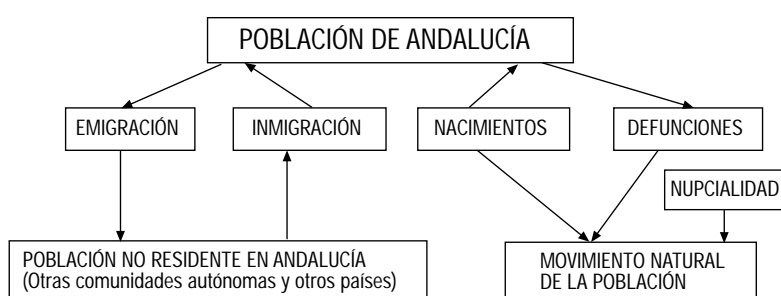 POBLACIÓN DE ANDALUCÍA
EMIGRACIÓN
INMIGRACIÓN
NACIMIENTOS
DEFUNCIONES
NUPCIALIDAD
POBLACIÓN NO RESIDENTE EN ANDALUCÍA
(Otras comunidades autónomas y otros países)
MOVIMIENTO NATURAL
DE LA POBLACIÓN